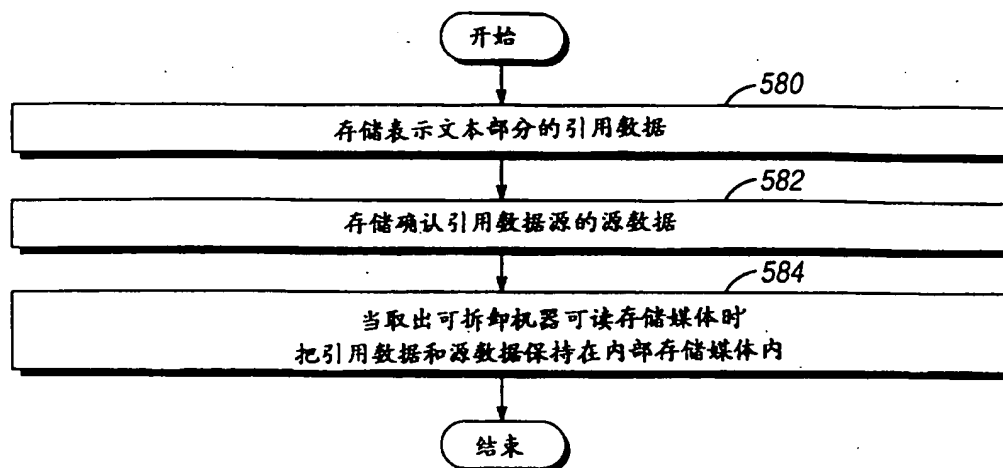 开始
580
存储表示文本部分的引用数据
582
存储确认引用数据源的源数据
584
当取出可拆卸机器可读存储媒体时
把引用数据和源数据保持在内部存储媒体内
结束